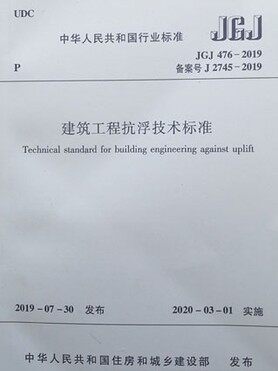 UDC
中华人民共和国行业标准 JGJ
JGJ 476-2019
P 备案号 J 2745-2019
建筑工程抗浮技术标准
Technical standard for building engineering against uplift
2019-07-30 发布 2020-03-01 实施
中华人民共和国住房和城乡建设部 发布